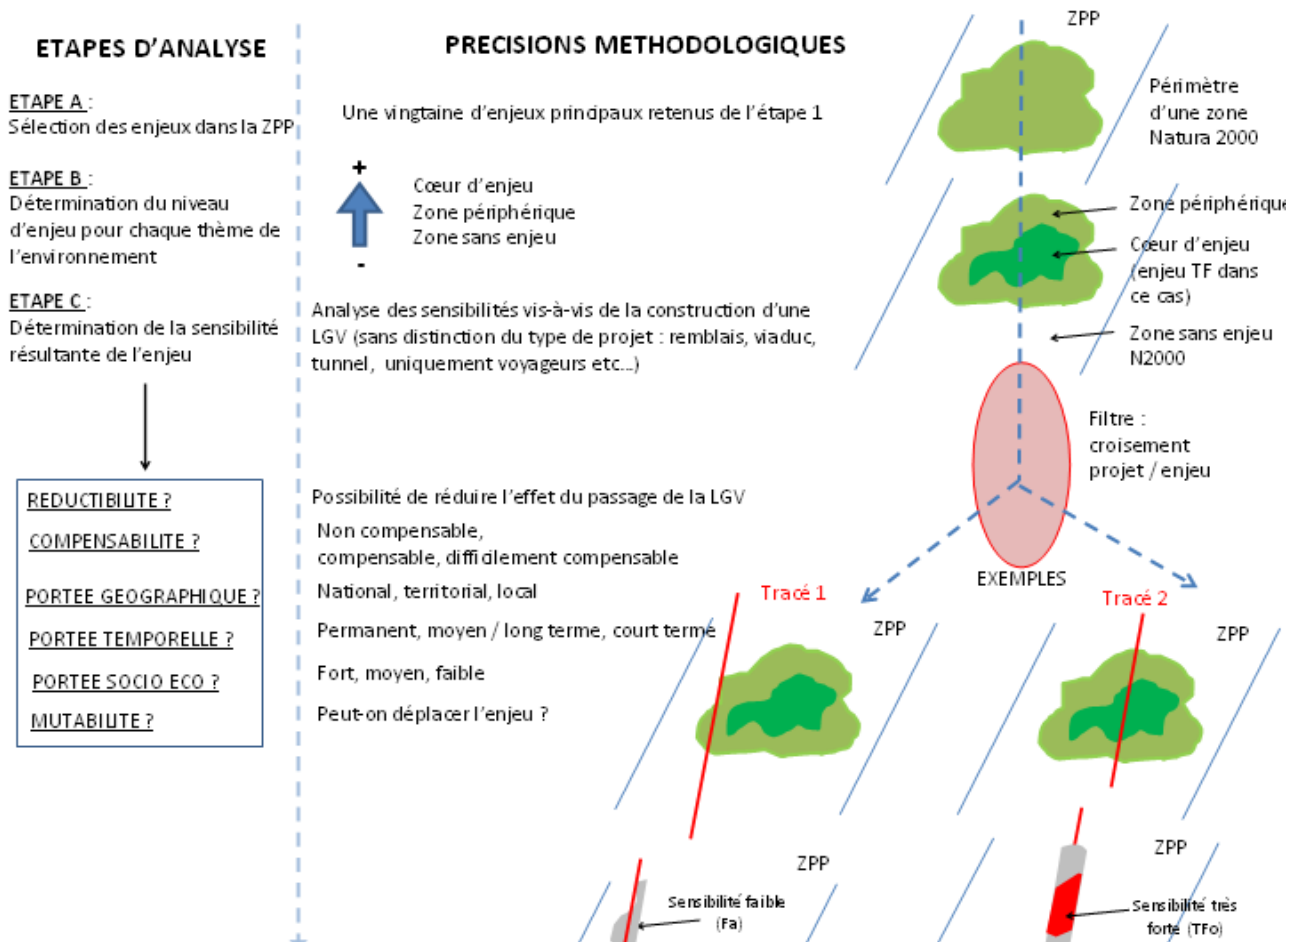 ETAPES D'ANALYSE
ETAPE A :
Sélection des enjeux dans la ZPP
ETAPE B :
Détermination du niveau
d'enjeu pour chaque thème de
l'environnement
ETAPE C :
Détermination de la sensibilité
résultante de l'enjeu
REDUCTIBILITE ?
COMPENSABILITE ?
PORTEE GEOGRAPHIQUE ?
PORTEE TEMPORELLE ?
PORTEE SOCIO ECO ?
MUTABILITE ?
PRECISIONS METHODOLOGIQUES
Une vingtaine d'enjeux principaux retenus de l'étape 1
+
Cœur d'enjeu
Zone périphérique
Zone sans enjeu
-
Analyse des sensibilités vis-à-vis de la construction d'une
LGV (sans distinction du type de projet : remblais, viaduc,
tunnel, uniquement voyageurs etc...)
Possibilité de réduire l'effet du passage de la LGV
Non compensable,
compensable, difficilement compensable
National, territorial, local
Permanent, moyen / long terme, court terme
Fort, moyen, faible
Peut-on déplacer l'enjeu ?
ZPP
Périmètre
d'une zone
Natura 2000
Zone périphérique
Cœur d'enjeu
(enjeu TF dans
ce cas)
Zone sans enjeu
N2000
Filtre :
croisement
projet / enjeu
EXEMPLES
Tracé 1
ZPP
Tracé 2
ZPP
ZPP
Sensibilité faible
(Fa)
ZPP
Sensibilité très
forte (TFo)